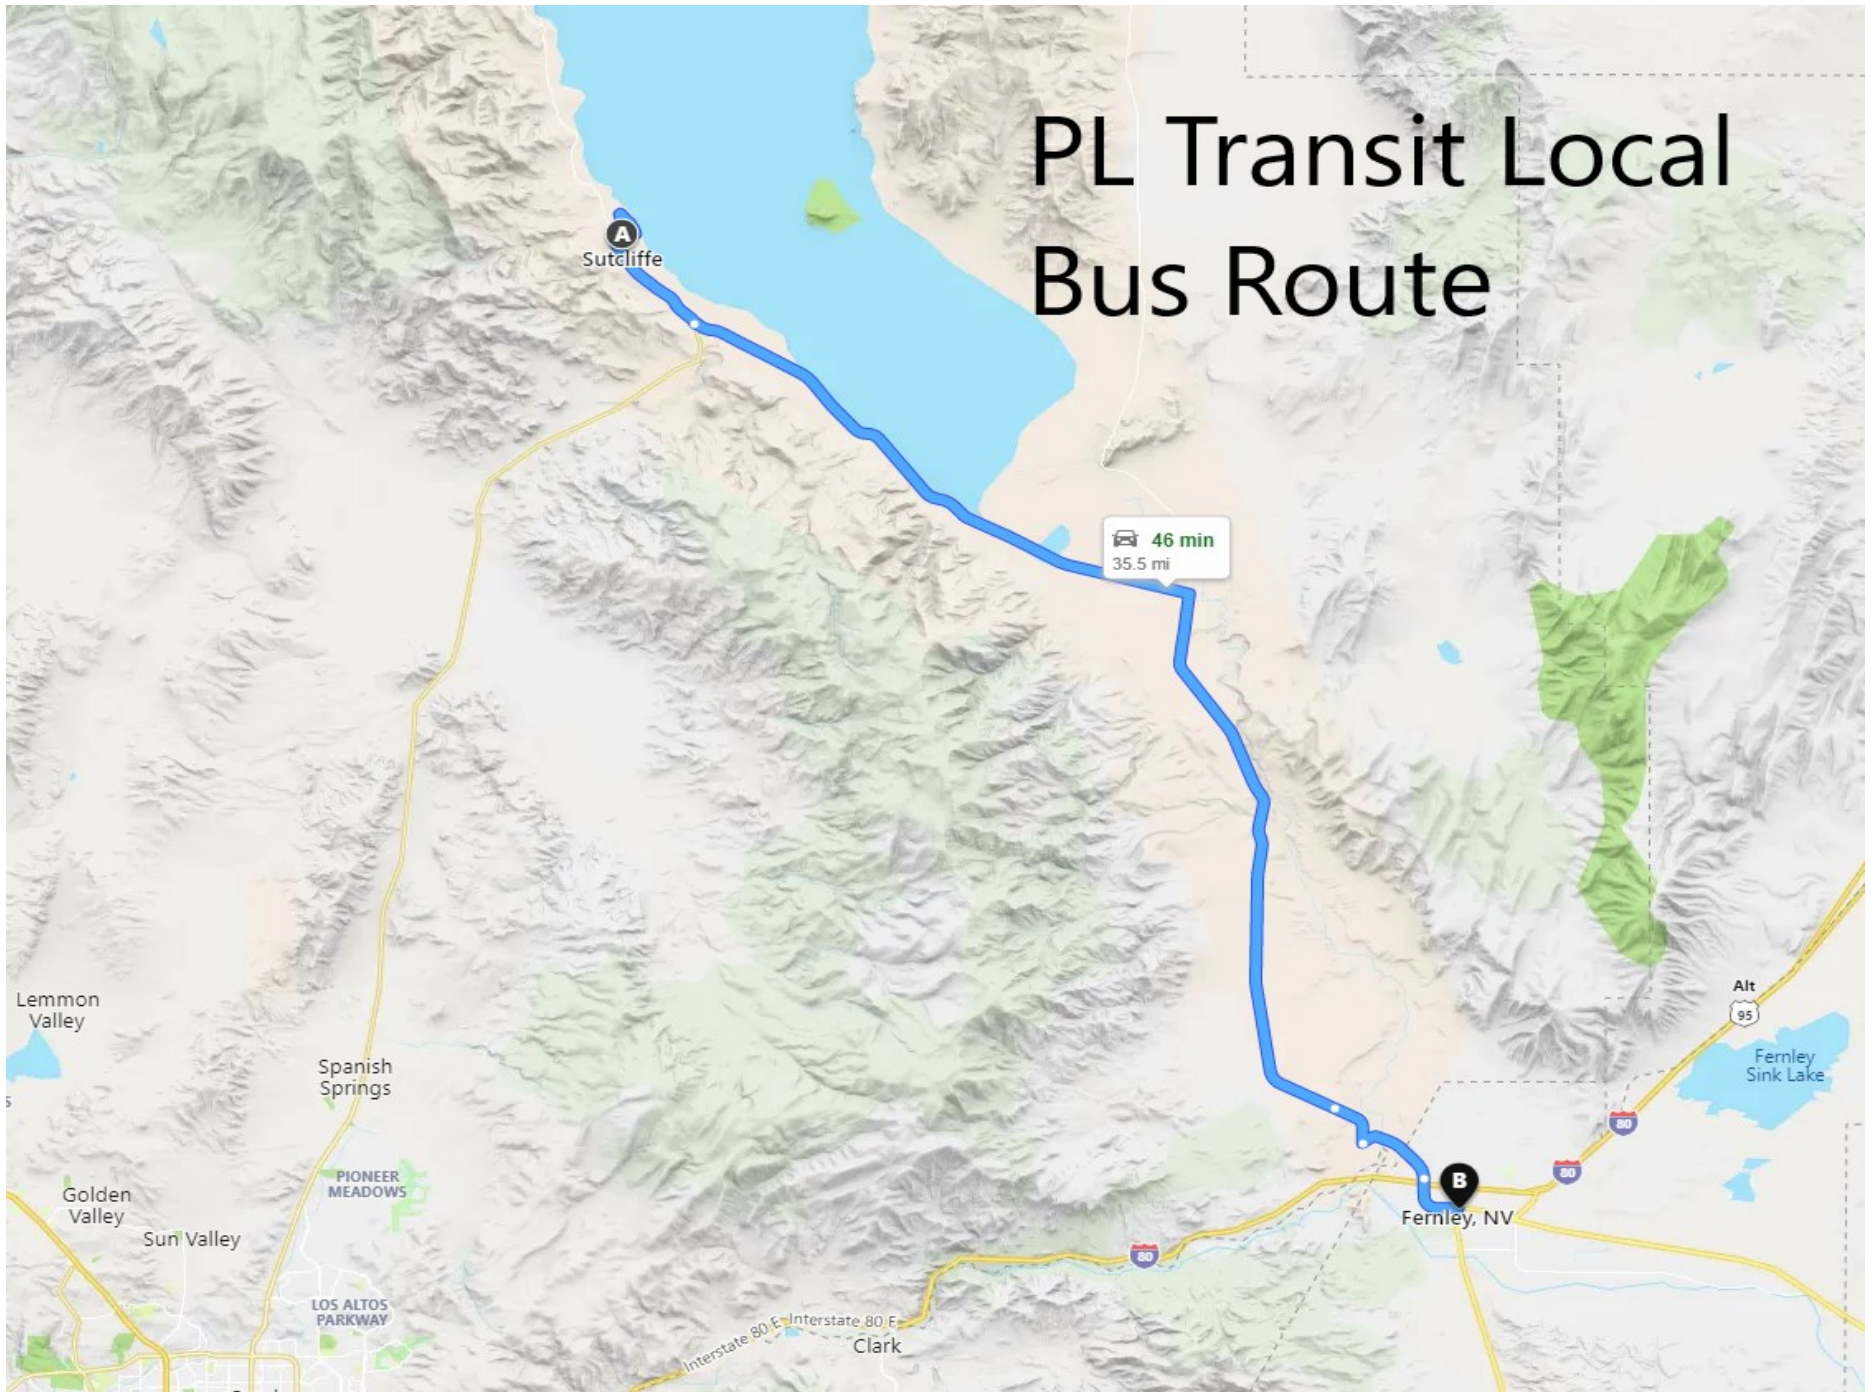 PL Transit Local
Bus Route
A
Sutcliffe
46 min
35.5 mi
Alt
95
Fernley
Sink Lake
Lemmon
Valley
Spanish
Springs
80
80
PIONEER
MEADOWS
B
Fernley, NV
Golden
Valley
Sun Valley
80
LOS ALTOS
PARKWAY
Interstate 80 E
Interstate 80 E
Clark